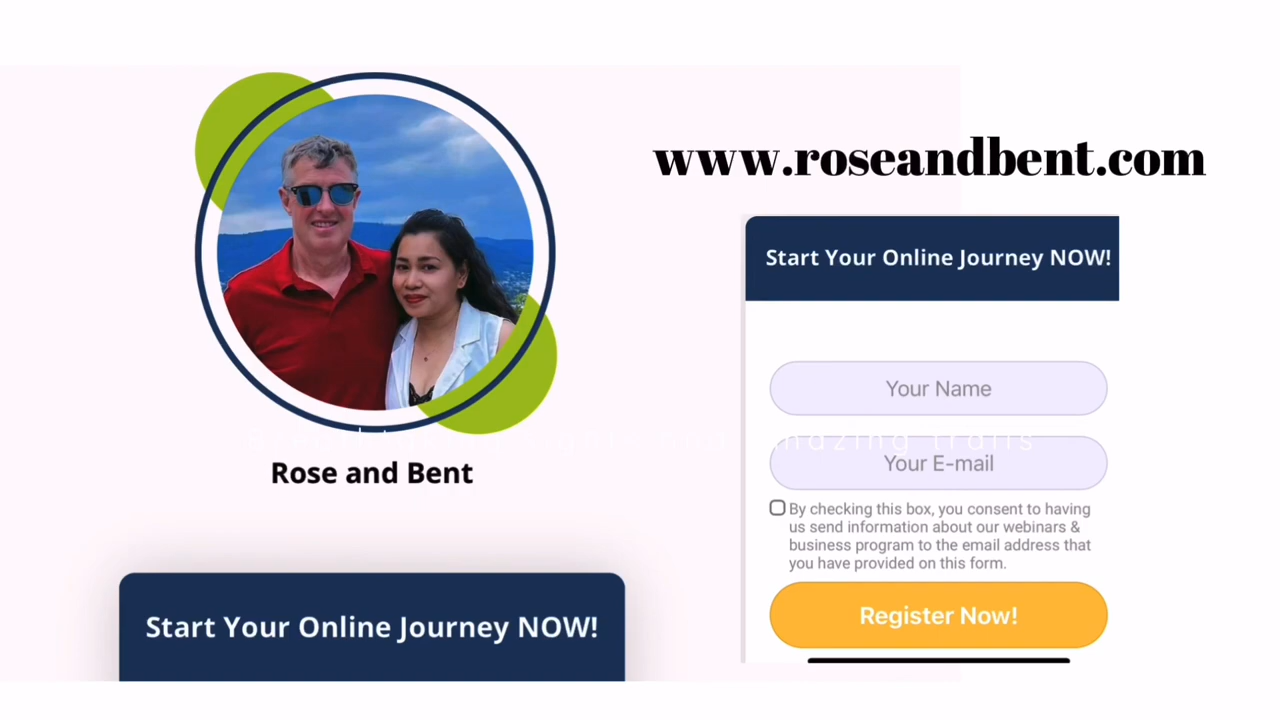 www.roseandbent.com
Start Your Online Journey NOW!
Your Name
Your E-mail
By checking this box, you consent to having
us send information about our webinars &
business program to the email address that
you have provided on this form.
Register Now!
Rose and Bent
Start Your Online Journey NOW!
amazing trails